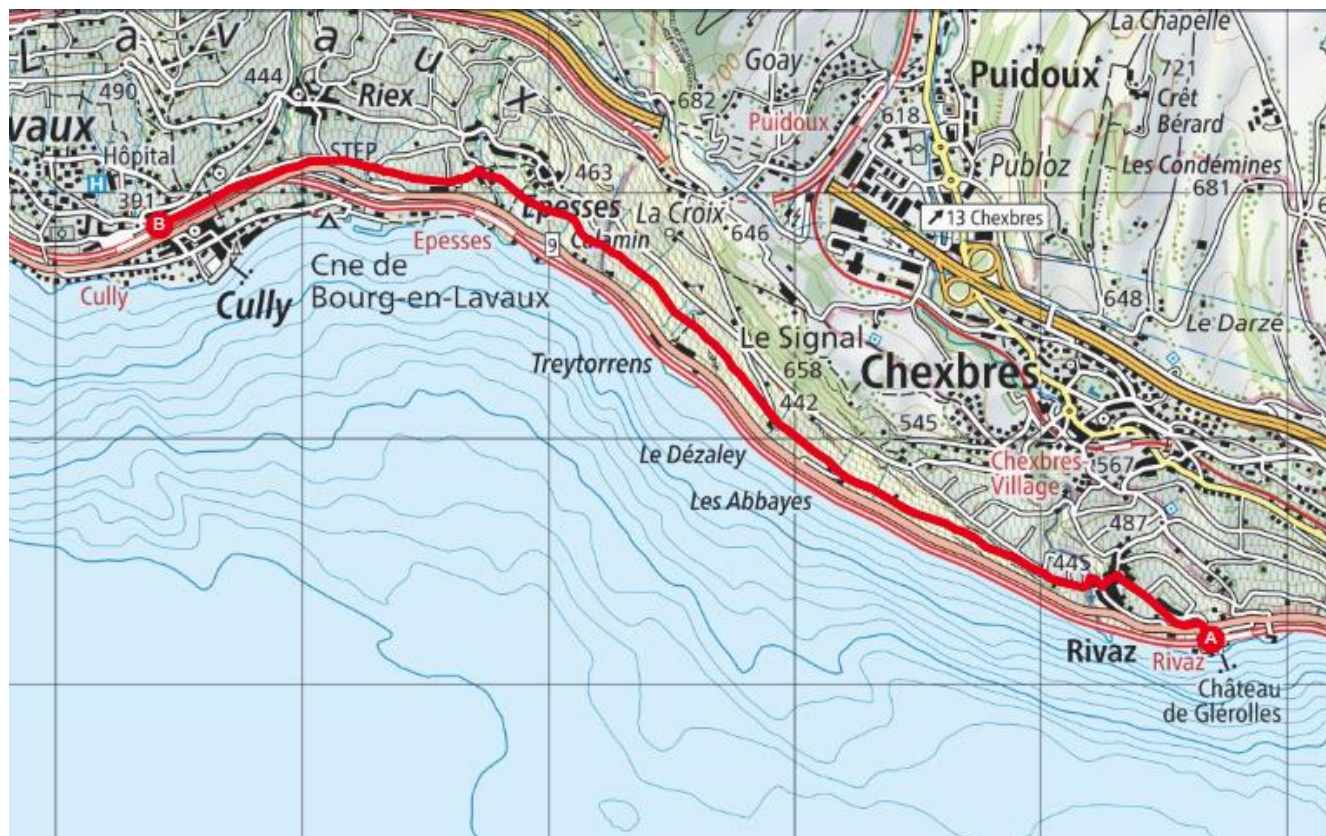 La Chapelle
L a v a u x
Goay
682
700
Puidoux
721
Crêt
Bérard
444
490
Riex
Puidoux
618
vaux
Hôpital
STEP
Publoz
Les Condémines
H
463
681
391
B
Epesses
La Croix
13 Chexbres
Calamin
646
Epesses
9
Cne de
Bourg-en-Lavaux
Cully
Cully
648
Le Darzé
Le Signal
658
Treytorrens
Chexbres
442
545
Le Dézaley
Chexbres-
Village
567
Les Abbayes
487
445
A
Rivaz
Rivaz
Château
de Glérolles